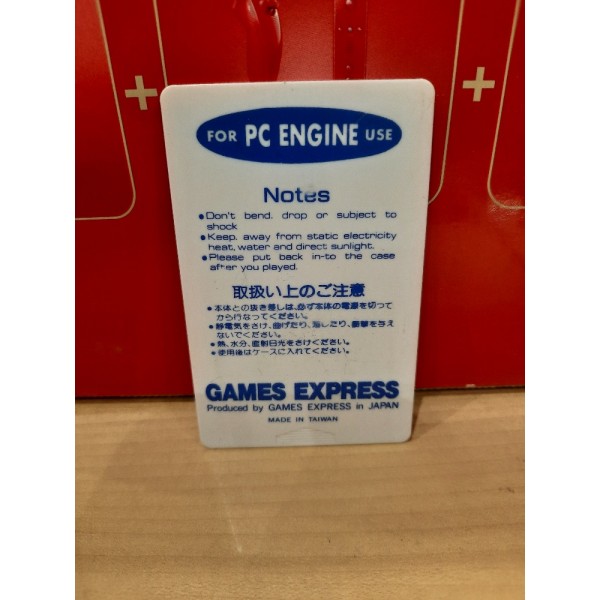 FOR PC ENGINE USE
Notes
●Don't bend. drop or subject to
shock
●Keep. away from static electricity
heat, water and direct sunlight.
●Please put back in-to the case
after you played.
取扱い上のご注意
●本体との抜き差しは、必ず本体の電源を切って
から行なってください。
●静電気をさけ、曲げたり、濡したり、衝撃を与え
ないでください。
●熱、水分、直射日光をさけてください。
●使用後はケースに入れてください。
GAMES EXPRESS
Produced by GAMES EXPRESS in JAPAN
MADE IN TAIWAN